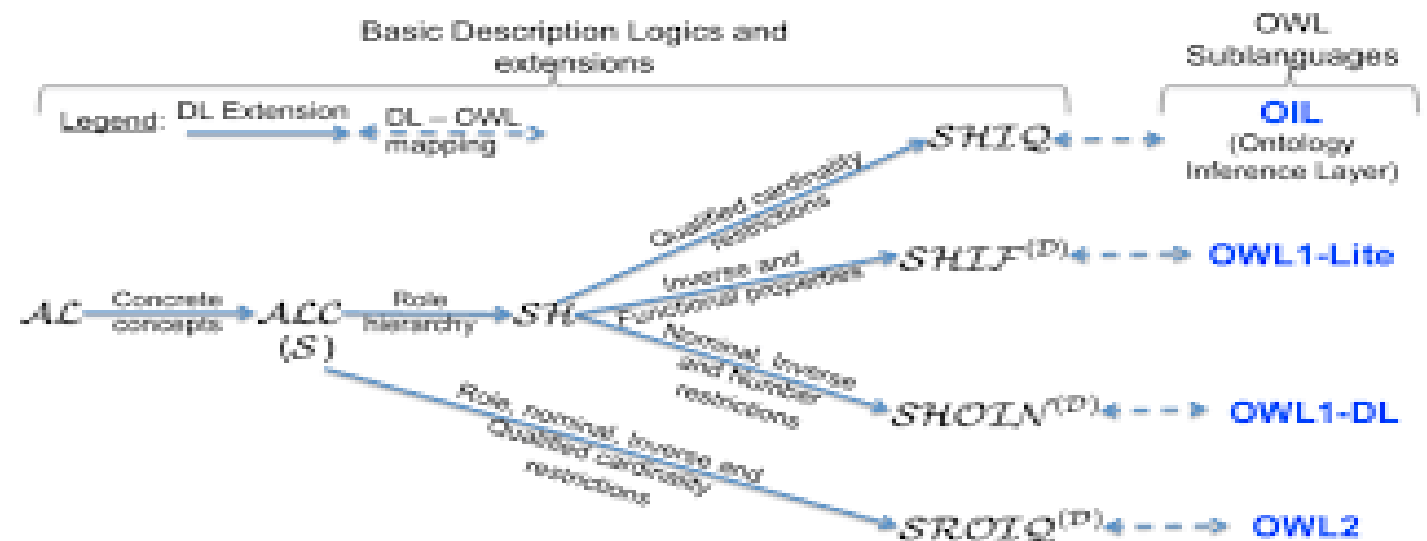 Basic Description Logics and
extensions
OWL
Sublanguages
Legend:
DL Extension
DL – OWL
mapping
SHIQ
OIL
(Ontology
Inference Layer)
Qualified cardinality
restrictions
Inverse and
Functional properties
SHIF(D)
OWL1-Lite
AL
Concrete
concepts
ALC
(S)
Role
hierarchy
SH
Nominal, Inverse
and Number
restrictions
SHOIN(D)
OWL1-DL
Role, nominal, Inverse and
Qualified cardinality
restrictions
SROIQ(D)
OWL2